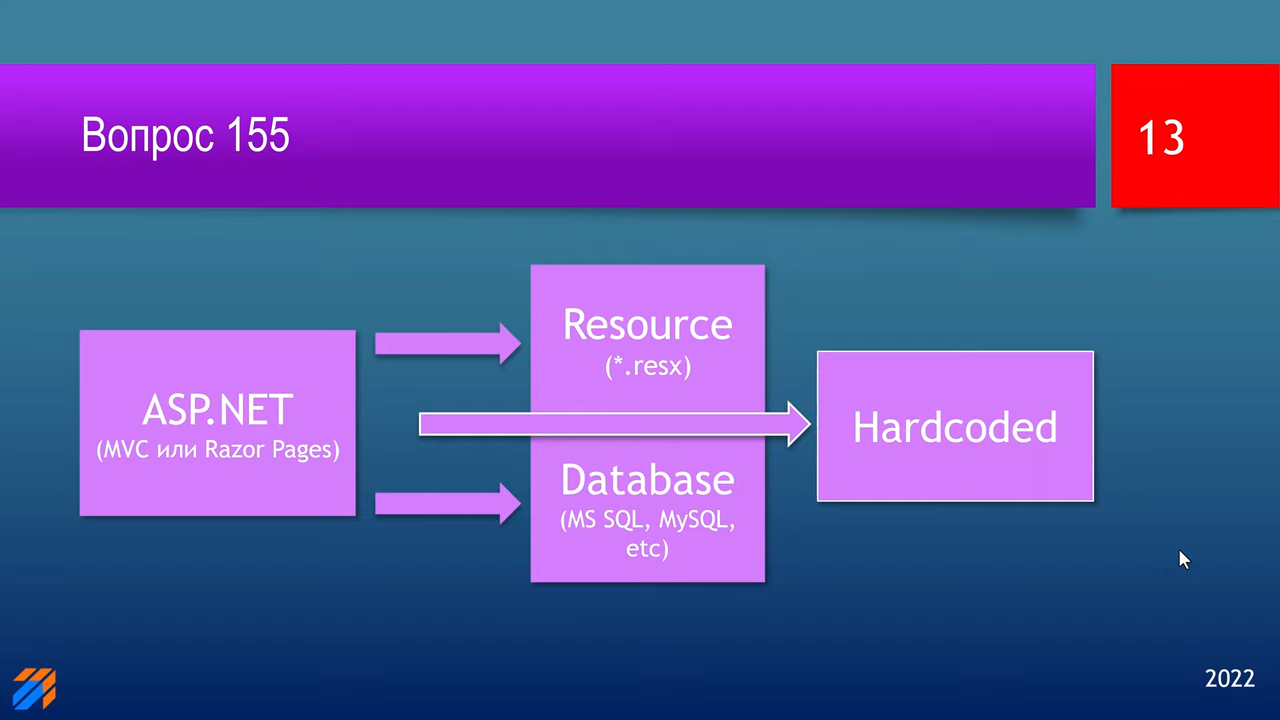 Вопрос 155
13
ASP.NET
(MVC или Razor Pages)
Resource
(*.resx)
Database
(MS SQL, MySQL,
etc)
Hardcoded
2022